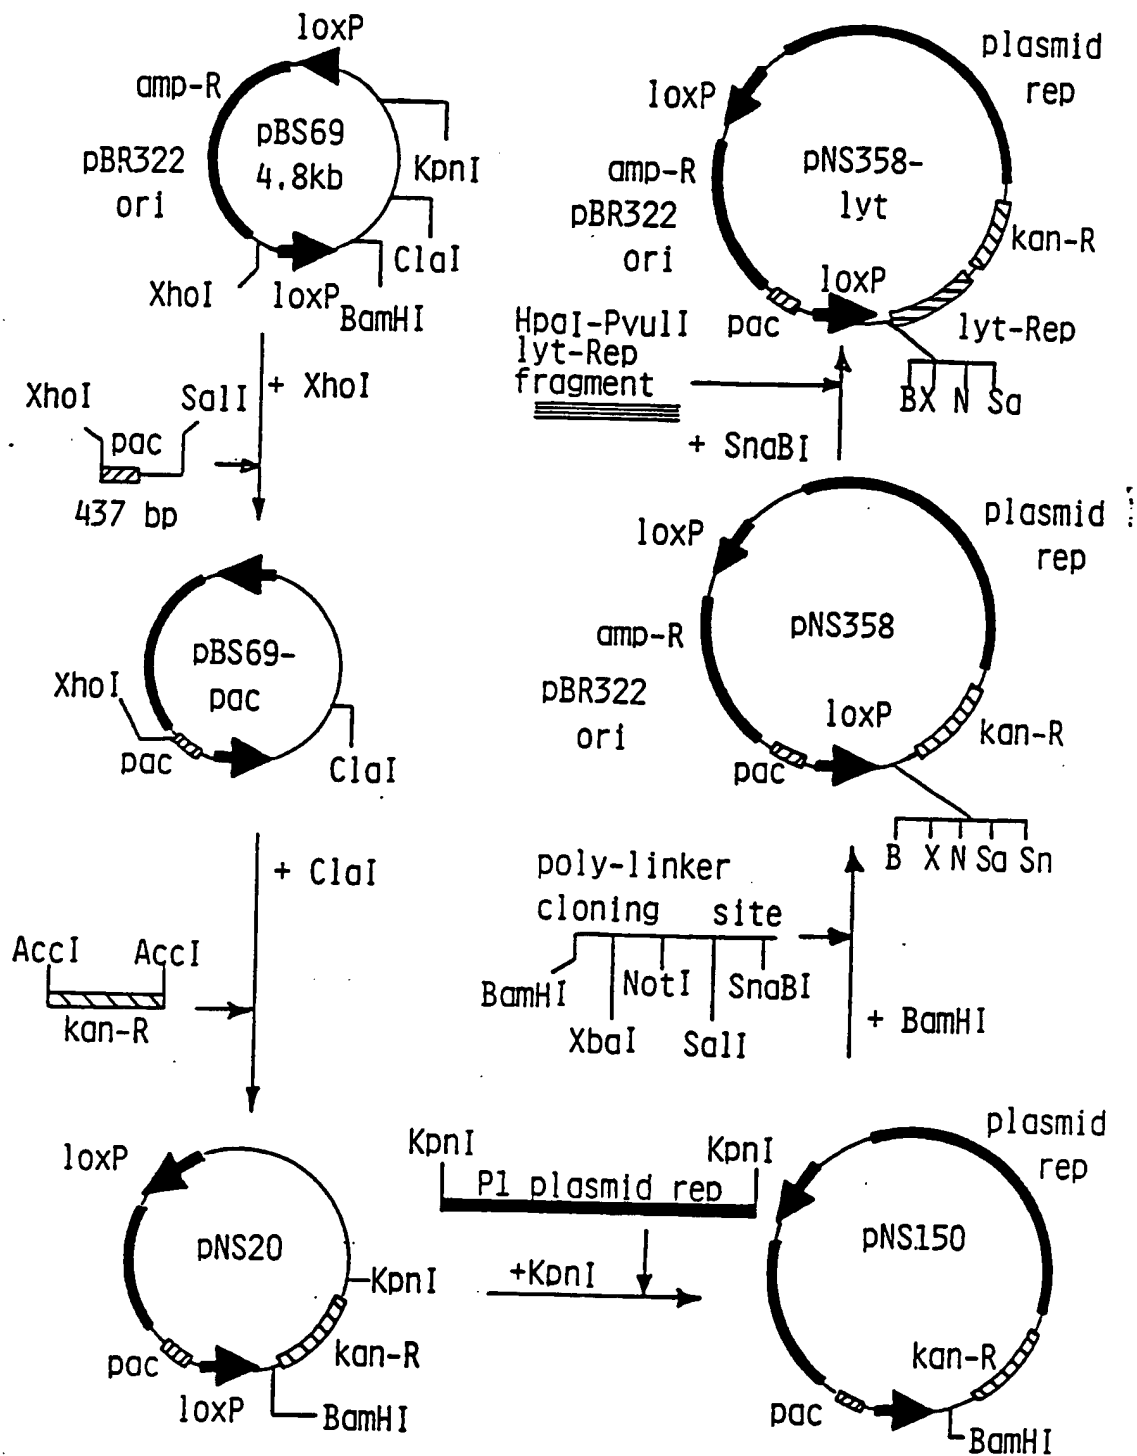 loxP
amp-R
pBS69
4.8kb
pBR322
ori
KpnI
ClaI
XhoI
loxP
BamHI
+ XhoI
XhoI
SalI
pac
437 bp
pBS69-
pac
XhoI
pac
ClaI
+ ClaI
AccI
AccI
kan-R
loxP
pNS20
KpnI
pac
kan-R
loxP
BamHI
KpnI
KpnI
P1 plasmid rep
+KpnI
plasmid
rep
pNS150
kan-R
pac
BamHI
poly-linker
cloning site
BamHI
NotI
SnaBI
XbaI
SalI
+ BamHI
plasmid
rep
loxP
amp-R
pNS358
pBR322
ori
loxP
kan-R
pac
B X N Sa Sn
HpaI-PvuII
lyt-Rep
fragment
+ SnaBI
plasmid
rep
loxP
pNS358-
lyt
amp-R
pBR322
ori
kan-R
loxP
pac
lyt-Rep
BX N Sa